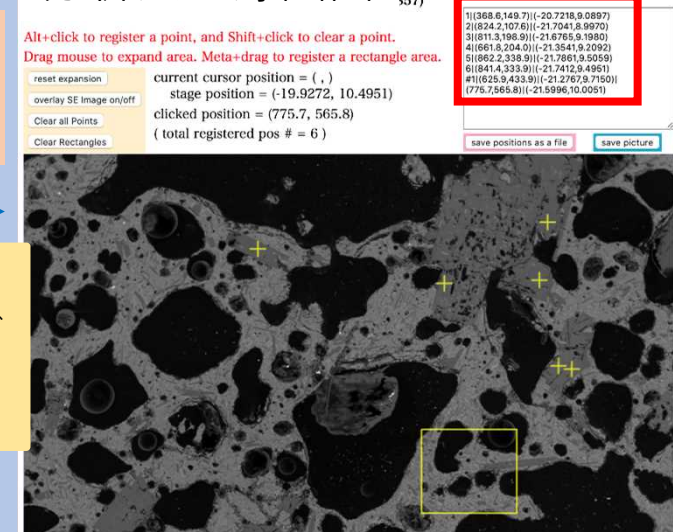 Alt+click to register a point, and Shift+click to clear a point.
Drag mouse to expand area. Meta+drag to register a rectangle area.
reset expansion
overlay SE Image on/off
Clear all Points
Clear Rectangles
current cursor position = ( , )
stage position = (-19.9272, 10.4951)
clicked position = (775.7, 565.8)
( total registered pos # = 6 )
1|(368.6,149.7)|(-20.7218,9.0897)
2|(824.2,107.6)|(-21.7041,8.9970)
3|(811.3,198.9)|(-21.6765,9.1980)
4|(661.8,204.0)|(-21.3541,9.2092)
5|(862.2,338.9)|(-21.7861,9.5059)
6|(841.4,333.9)|(-21.7412,9.4951)
#1|(625.9,433.9)|(-21.2767,9.7150)|
(775.7,565.8)|(-21.5996,10.0051)
save positions as a file
save picture